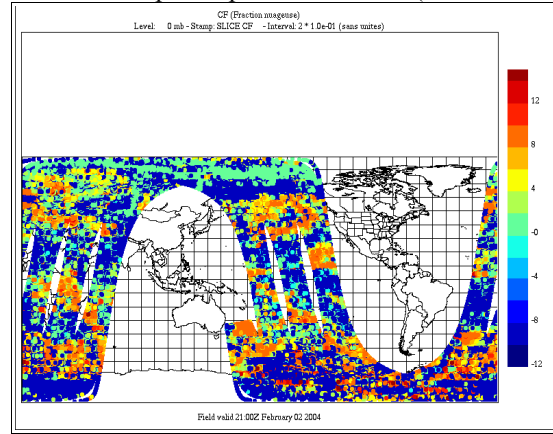 CF (Fraction nuageuse)
Level: 0 mb - Stamp: SLICE CF - Interval: 2 * 1.0e-01 (sans unites)
12
8
4
-0
-4
-8
-12
Field valid 21:00Z February 02 2004